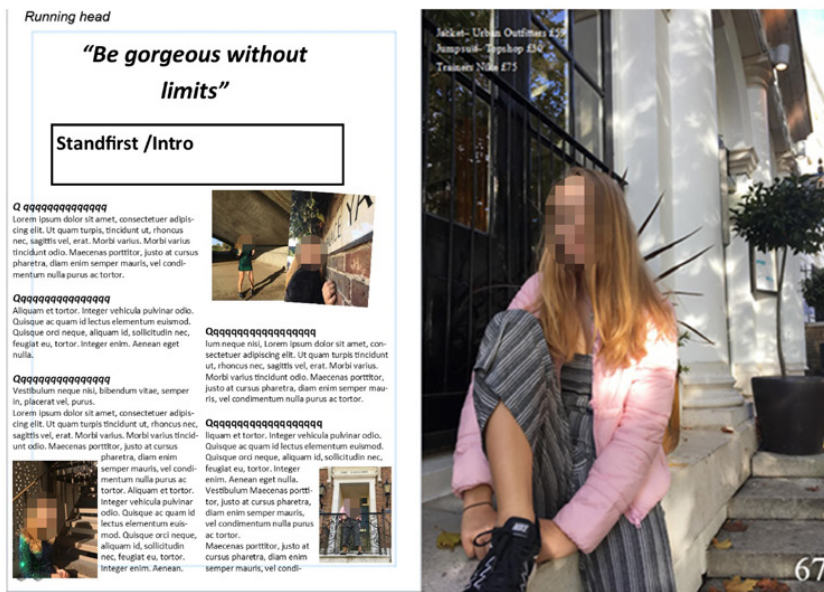 Running head
“Be gorgeous without
limits”
Standfirst /Intro
Q qqqqqqqqqqqqqq
Lorem ipsum dolor sit amet, consectetuer adipis-
cing elit. Ut quam turpis, tincidunt ut, rhoncus
nec, sagittis vel, erat. Morbi varius. Morbi varius
tincidunt odio. Maecenas porttitor, justo at cursus
pharetra, diam enim semper mauris, vel condi-
mentum nulla purus ac tortor.
Qqqqqqqqqqqqqqqq
Aliquam et tortor. Integer vehicula pulvinar odio.
Quisque ac quam id lectus elementum euismod.
Quisque orci neque, aliquam id, sollicitudin nec,
feugiat eu, tortor. Integer enim. Aenean eget
nulla.
Qqqqqqqqqqqqqqqq
Vestibulum neque nisi, bibendum vitae, semper
in, placerat vel, purus.
Lorem ipsum dolor sit amet, consectetuer adipis-
cing elit. Ut quam turpis, tincidunt ut, rhoncus nec,
sagittis vel, erat. Morbi varius. Morbi varius tincid-
unt odio. Maecenas porttitor, justo at cursus
pharetra, diam enim
semper mauris, vel condi-
mentum nulla purus ac
tortor. Aliquam et tortor.
Integer vehicula pulvinar
odio. Quisque ac quam id
lectus elementum euis-
mod. Quisque orci neque,
aliquam id, sollicitudin
nec, feugiat eu, tortor.
Integer enim. Aenean.
YA
Qqqqqqqqqqqqqqqqqq
lum neque nisi, Lorem ipsum dolor sit amet, con-
sectetuer adipiscing elit. Ut quam turpis tincidunt
ut, rhoncus nec, sagittis vel, erat. Morbi varius.
Morbi varius tincidunt odio. Maecenas porttitor,
justo at cursus pharetra, diam enim semper mau-
ris, vel condimentum nulla purus ac tortor.
Qqqqqqqqqqqqqqqqqqq
liquam et tortor. Integer vehicula pulvinar odio.
Quisque ac quam id lectus elementum euismod.
Quisque orci neque, aliquam id, sollicitudin nec,
feugiat eu, tortor. Integer
enim. Aenean eget nulla.
Vestibulum Maecenas portti-
tor, justo at cursus pharetra,
diam enim semper mauris,
vel condimentum nulla purus
ac tortor.
Maecenas porttitor, justo at
cursus pharetra, diam enim
semper mauris, vel condi-
Jacket- Urban Outfitters £59
Jumpsuit- Topshop £30
Trainers Nike £75
67